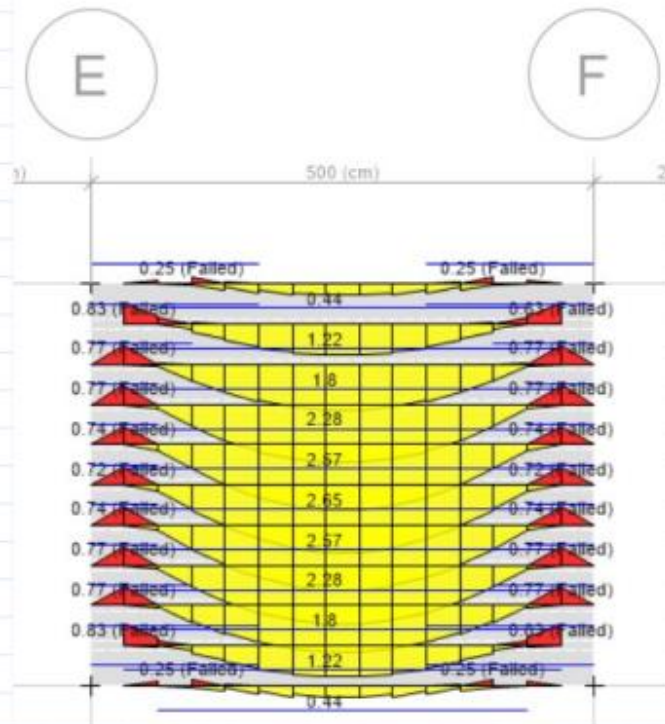 E F
500 (cm)
0.25 (Failed) 0.25 (Failed)
0.44
0.83 (Failed) 0.63 (Failed)
1.22
0.77 (Failed) 0.77 (Failed)
1.8
0.77 (Failed) 0.77 (Failed)
2.28
0.74 (Failed) 0.74 (Failed)
2.57
0.72 (Failed) 0.72 (Failed)
2.65
0.74 (Failed) 0.74 (Failed)
2.57
0.77 (Failed) 0.77 (Failed)
2.28
0.77 (Failed) 0.77 (Failed)
1.8
0.83 (Failed) 0.63 (Failed)
1.22
0.25 (Failed) 0.25 (Failed)
0.44